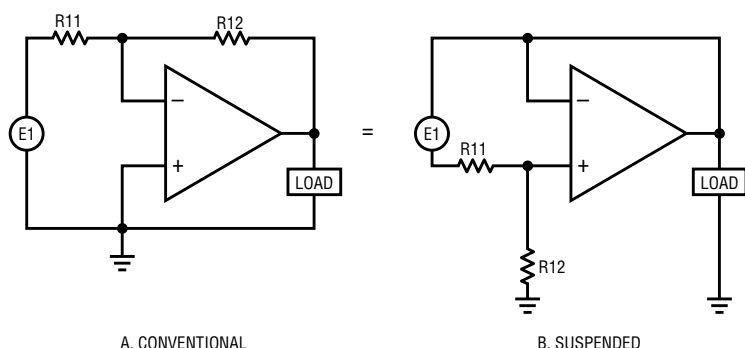 R11
R12
E1
−
+
LOAD
=
E1
R11
−
+
R12
LOAD
A. CONVENTIONAL
B. SUSPENDED